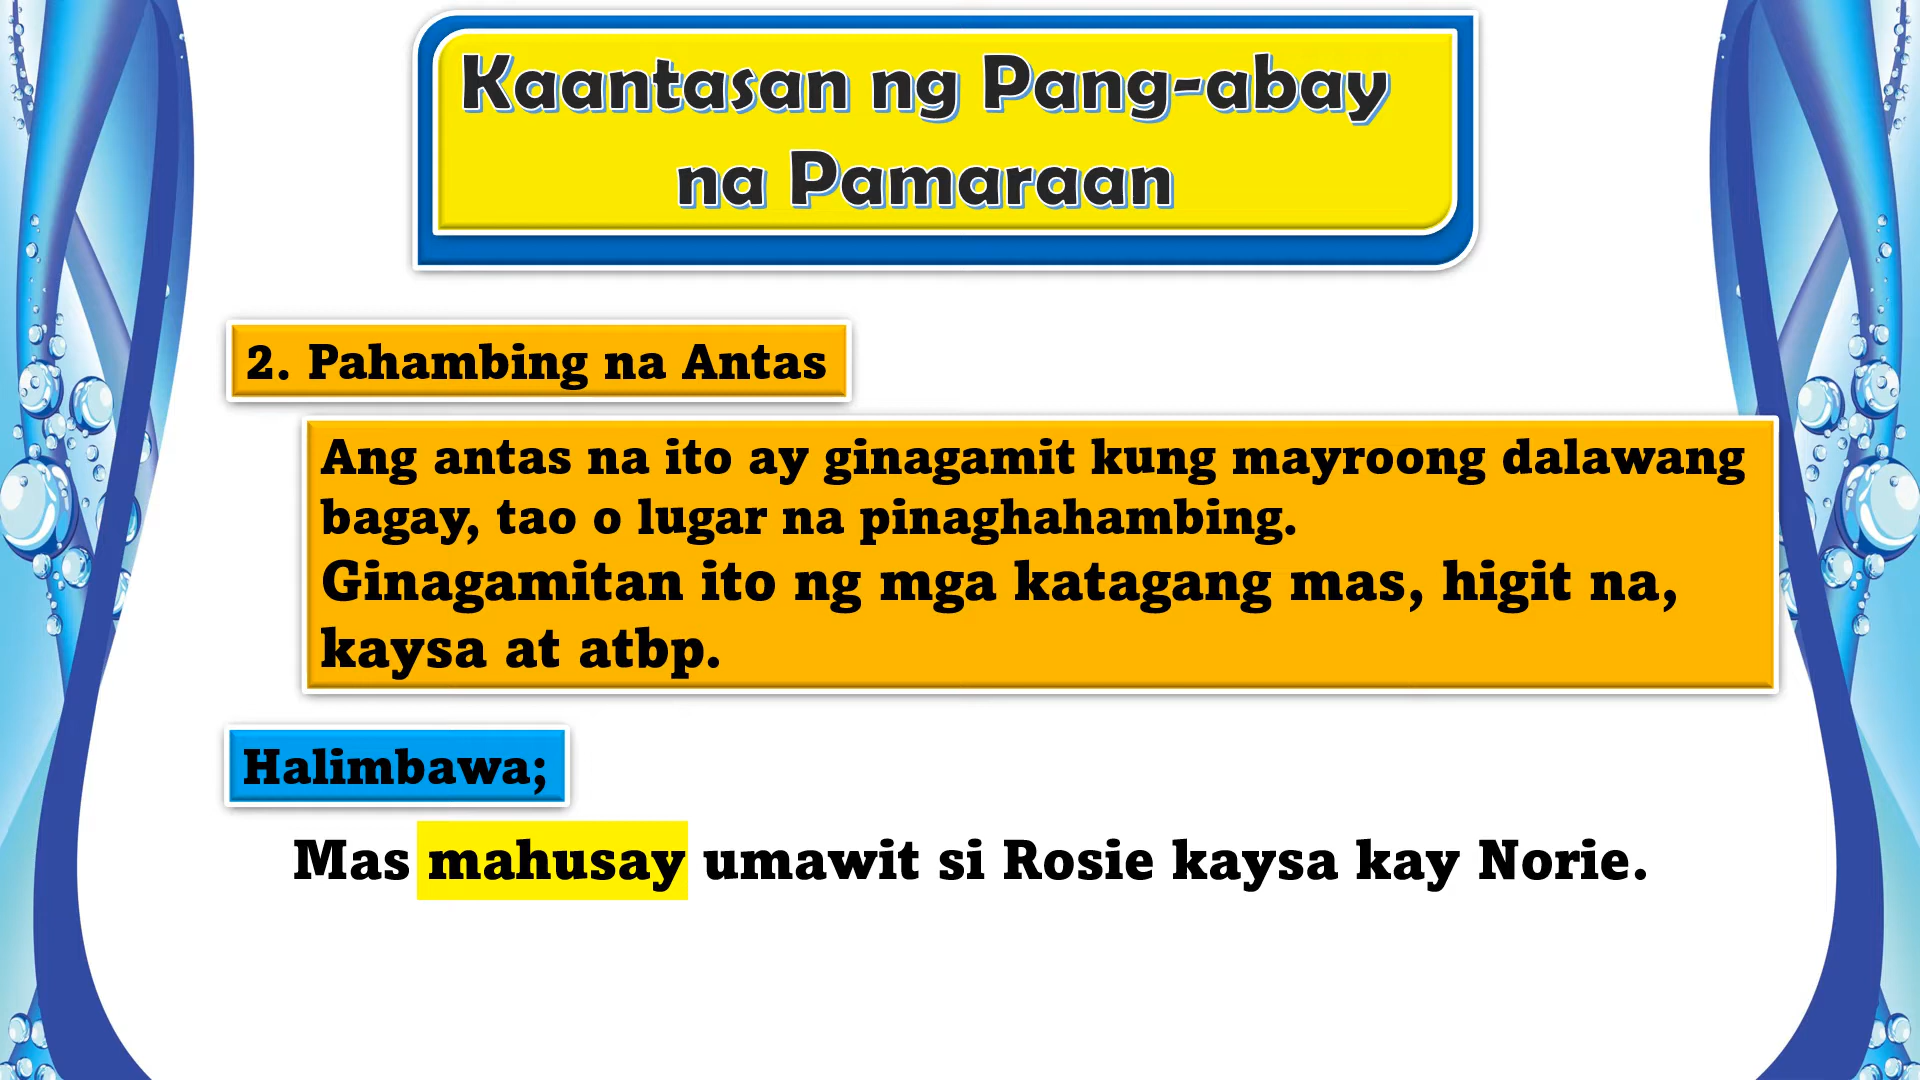 Kaantasan ng Pang-abay
na Pamaraan
2. Pahambing na Antas
Ang antas na ito ay ginagamit kung mayroong dalawang
bagay, tao o lugar na pinaghahambing.
Ginagamitan ito ng mga katagang mas, higit na,
kaysa at atbp.
Halimbawa;
Mas mahusay umawit si Rosie kaysa kay Norie.